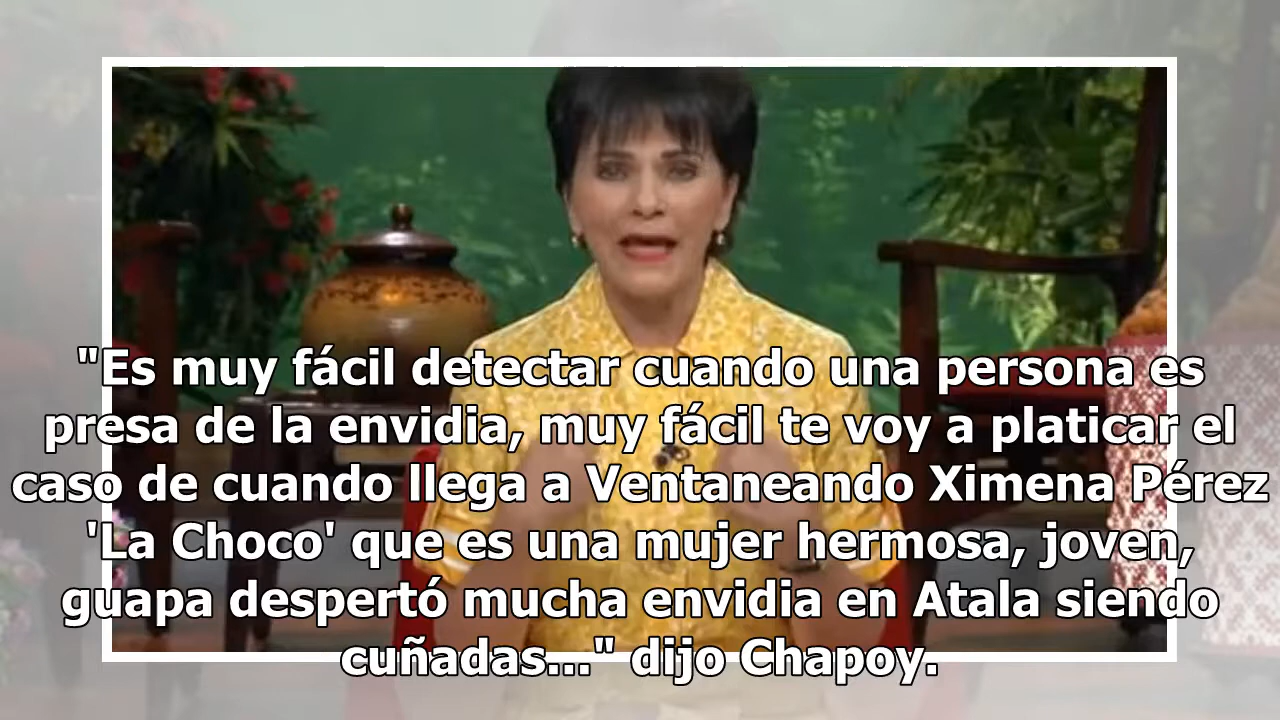 "Es muy fácil detectar cuando una persona es
presa de la envidia, muy fácil te voy a platicar el
caso de cuando llega a Ventaneando Ximena Pérez
'La Choco' que es una mujer hermosa, joven,
guapa despertó mucha envidia en Atala siendo
cuñadas..." dijo Chapoy.